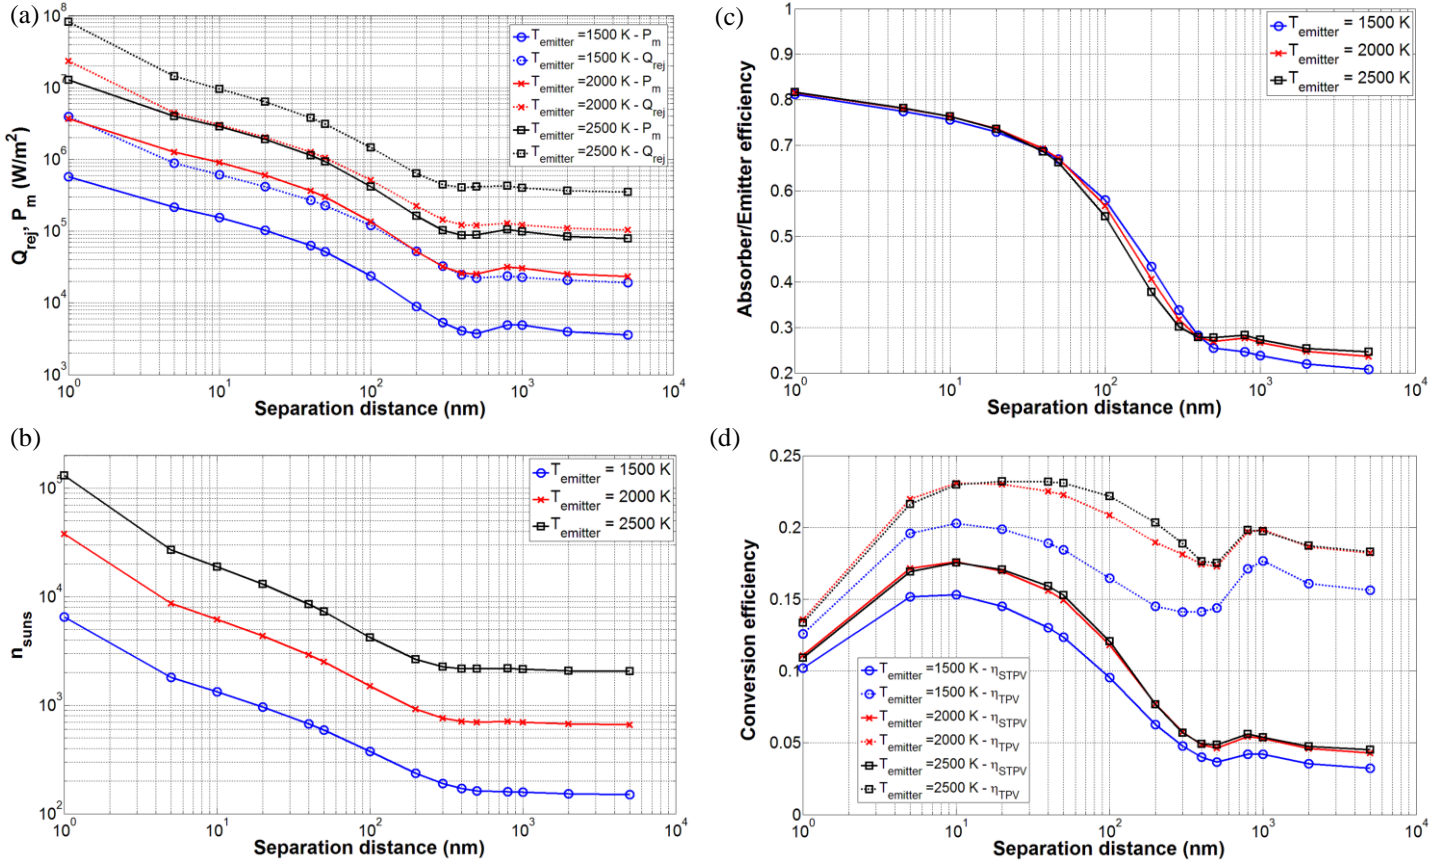 (a)
10^8
10^7
10^6
10^5
10^4
10^3
Q_rej, P_m (W/m^2)
T_emitter =1500 K - P_m
T_emitter =1500 K - Q_rej
T_emitter =2000 K - P_m
T_emitter =2000 K - Q_rej
T_emitter =2500 K - P_m
T_emitter =2500 K - Q_rej
10^0 10^1 10^2 10^3 10^4
Separation distance (nm)
(c)
1
0.9
0.8
0.7
0.6
0.5
0.4
0.3
0.2
Absorber/Emitter efficiency
T_emitter = 1500 K
T_emitter = 2000 K
T_emitter = 2500 K
10^0 10^1 10^2 10^3 10^4
Separation distance (nm)
(b)
10^5
10^4
10^3
10^2
n_suns
T_emitter = 1500 K
T_emitter = 2000 K
T_emitter = 2500 K
10^0 10^1 10^2 10^3 10^4
Separation distance (nm)
(d)
0.25
0.2
0.15
0.1
0.05
0
Conversion efficiency
T_emitter =1500 K - η_STPV
T_emitter =1500 K - η_TPV
T_emitter =2000 K - η_STPV
T_emitter =2000 K - η_TPV
T_emitter =2500 K - η_STPV
T_emitter =2500 K - η_TPV
10^0 10^1 10^2 10^3 10^4
Separation distance (nm)